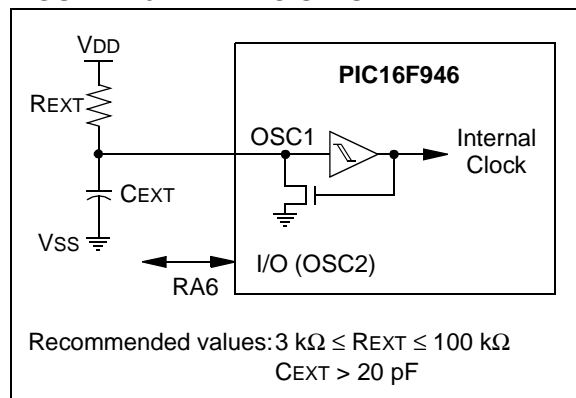 VDD
PIC16F946
REXT
OSC1
Internal
Clock
CEXT
VSS
I/O (OSC2)
RA6
Recommended values: 3 kΩ ≤ REXT ≤ 100 kΩ
CEXT > 20 pF